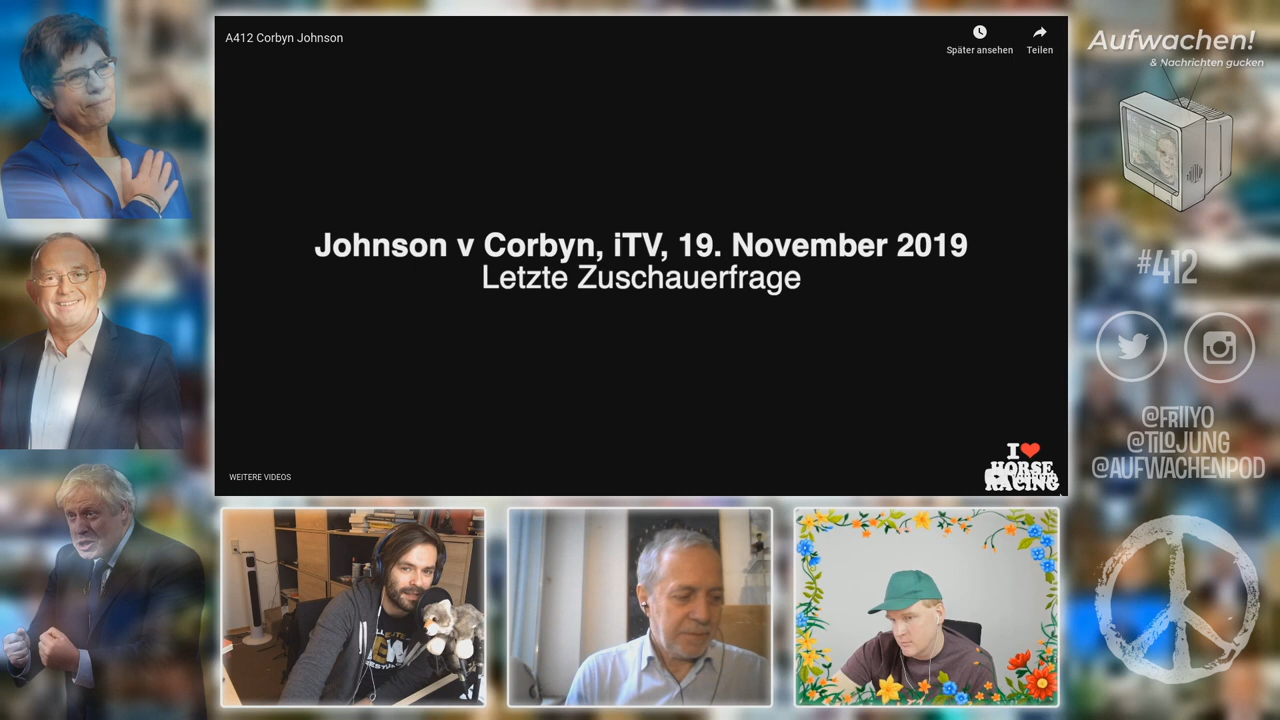 A412 Corbyn Johnson
Später ansehen
Teilen
Aufwachen!
& Nachrichten gucken
Johnson v Corbyn, iTV, 19. November 2019
Letzte Zuschauerfrage
#412
@FRIIYO
@TILOJUNG
@AUFWACHENPOD
I
HORSE
RACING
WEITERE VIDEOS